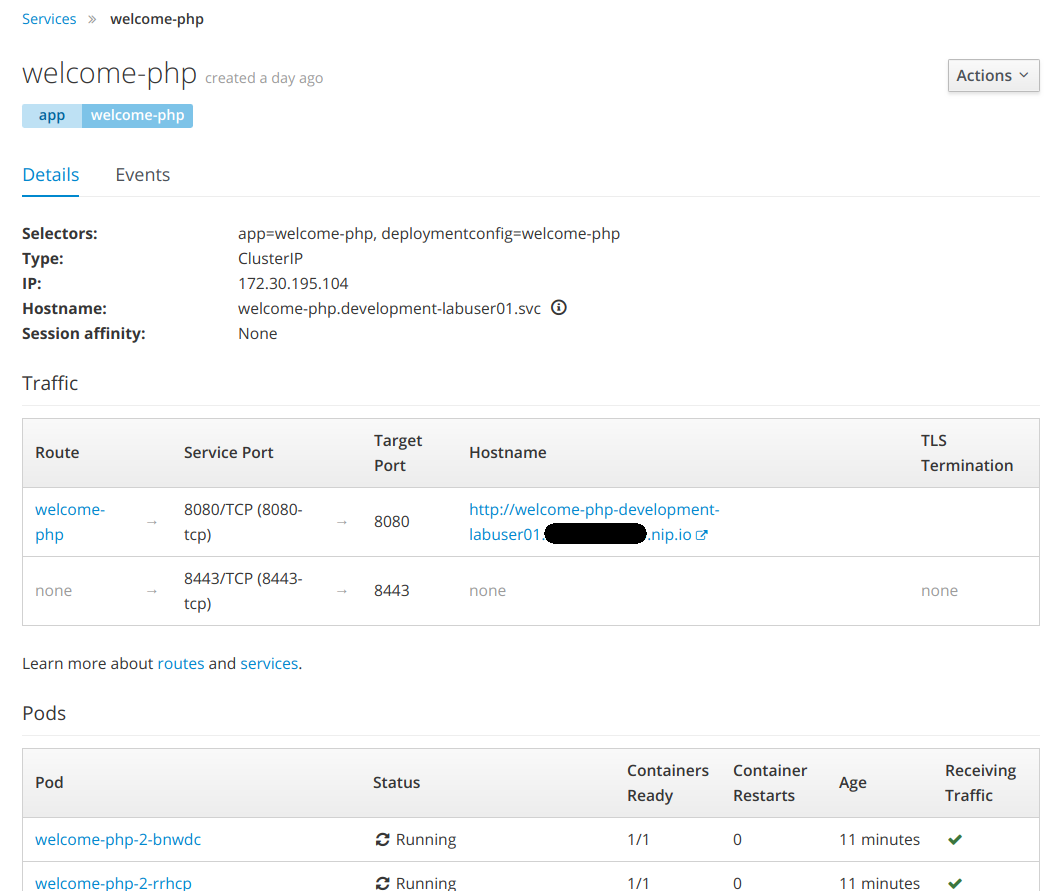 Services » welcome-php
welcome-php created a day ago
Actions
app welcome-php
Details Events
Selectors: app=welcome-php, deploymentconfig=welcome-php
Type: ClusterIP
IP: 172.30.195.104
Hostname: welcome-php.development-labuser01.svc
Session affinity: None
Traffic
Route Service Port Target Port Hostname TLS Termination
welcome-php → 8080/TCP (8080-tcp) → 8080 http://welcome-php-development-labuser01. .nip.io
none → 8443/TCP (8443-tcp) → 8443 none none
Learn more about routes and services.
Pods
Pod Status Containers Ready Container Restarts Age Receiving Traffic
welcome-php-2-bnwdc Running 1/1 0 11 minutes
welcome-php-2-rrhcp Running 1/1 0 11 minutes